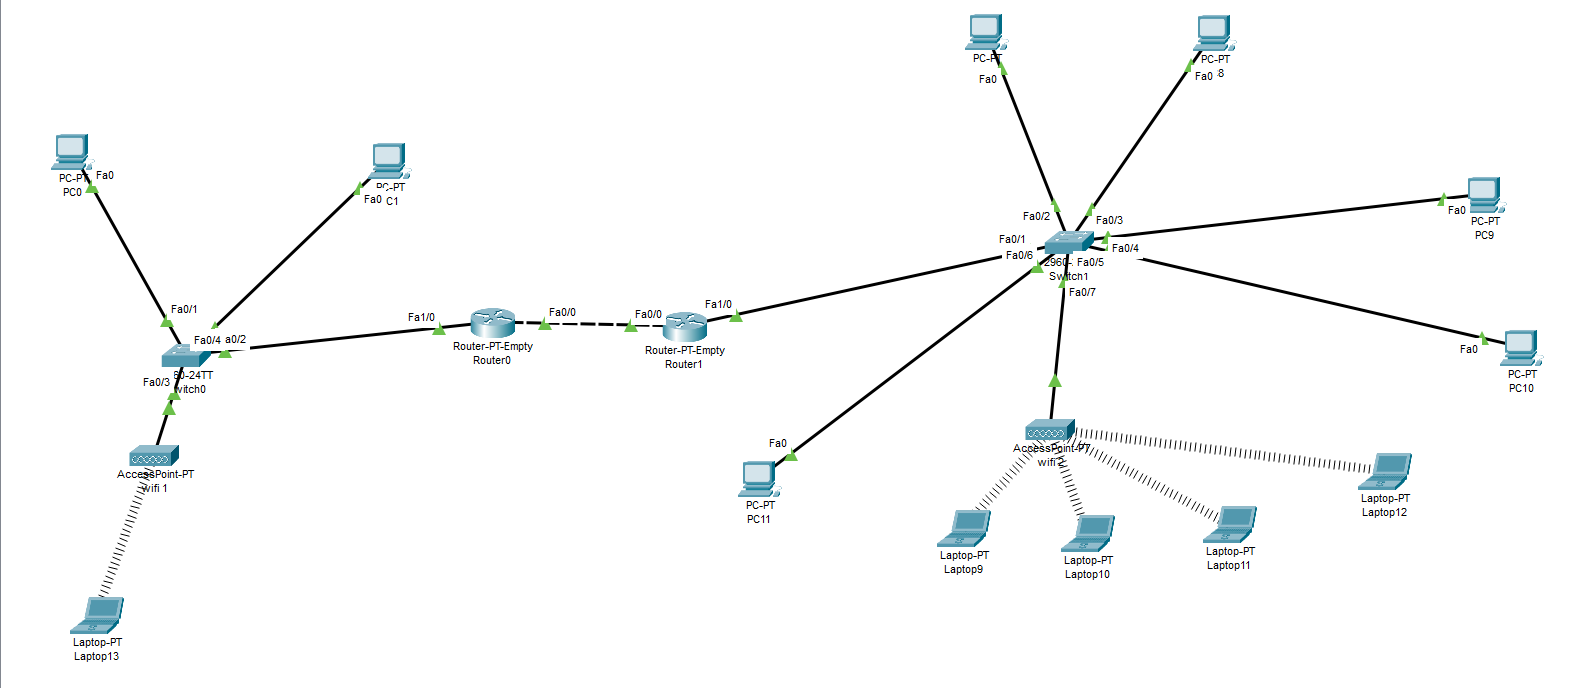 PC-PT
Fa0
PC-PT
Fa0
8
PC-PT
PC0
Fa0
PC-PT
Fa0
C1
Fa0
PC-PT
PC9
Fa0/2
Fa0/3
Fa0/1
Fa0/4
Fa0/6
2960-
Fa0/5
Switch1
Fa0/7
Fa0/1
Fa0/4
a0/2
Fa0/3
60-24TT
witch0
Fa1/0
Fa0/0
Fa0/0
Fa1/0
Router-PT-Empty
Router0
Router-PT-Empty
Router1
Fa0
PC-PT
PC10
Fa0
PC-PT
PC11
AccessPoint-PT
wifi 1
AccessPoint-PT
wifi 2
Laptop-PT
Laptop12
Laptop-PT
Laptop9
Laptop-PT
Laptop10
Laptop-PT
Laptop11
Laptop-PT
Laptop13